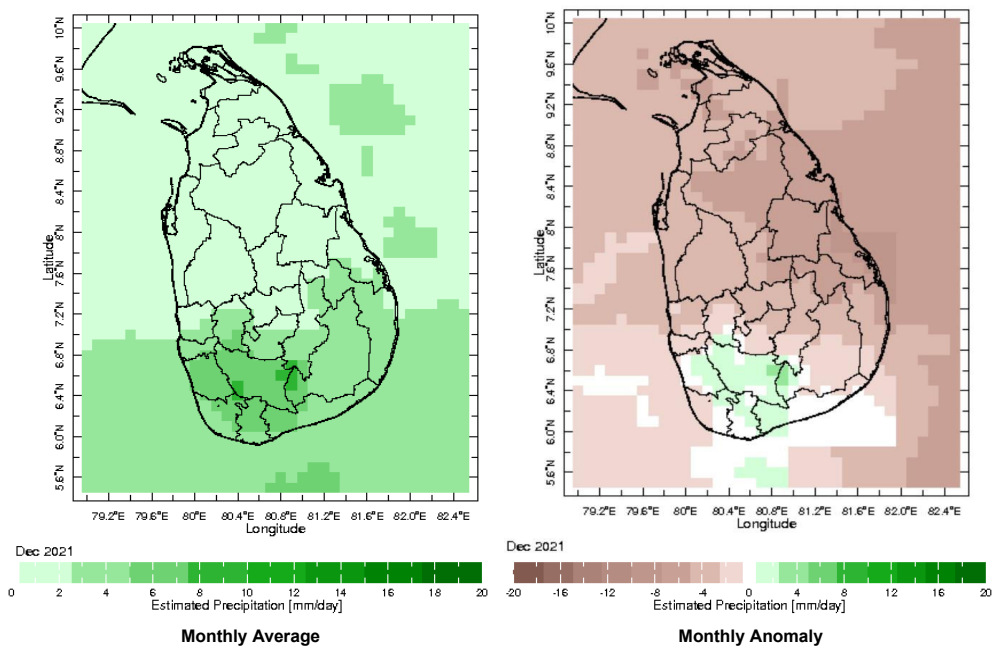 10°N
9.6°N
9.2°N
8.8°N
8.4°N
8°N
7.6°N
7.2°N
6.8°N
6.4°N
6.0°N
5.6°N
Latitude
79.2°E 79.6°E 80°E 80.4°E 80.8°E 81.2°E 81.6°E 82.0°E 82.4°E
Longitude
Dec 2021
0 2 4 6 8 10 12 14 16 18 20
Estimated Precipitation [mm/day]
Monthly Average
10°N
9.6°N
9.2°N
8.8°N
8.4°N
8°N
7.6°N
7.2°N
6.8°N
6.4°N
6.0°N
5.6°N
Latitude
79.2°E 79.6°E 80°E 80.4°E 80.8°E 81.2°E 81.6°E 82.0°E 82.4°E
Longitude
Dec 2021
-20 -16 -12 -8 -4 0 4 8 12 16 20
Estimated Precipitation [mm/day]
Monthly Anomaly